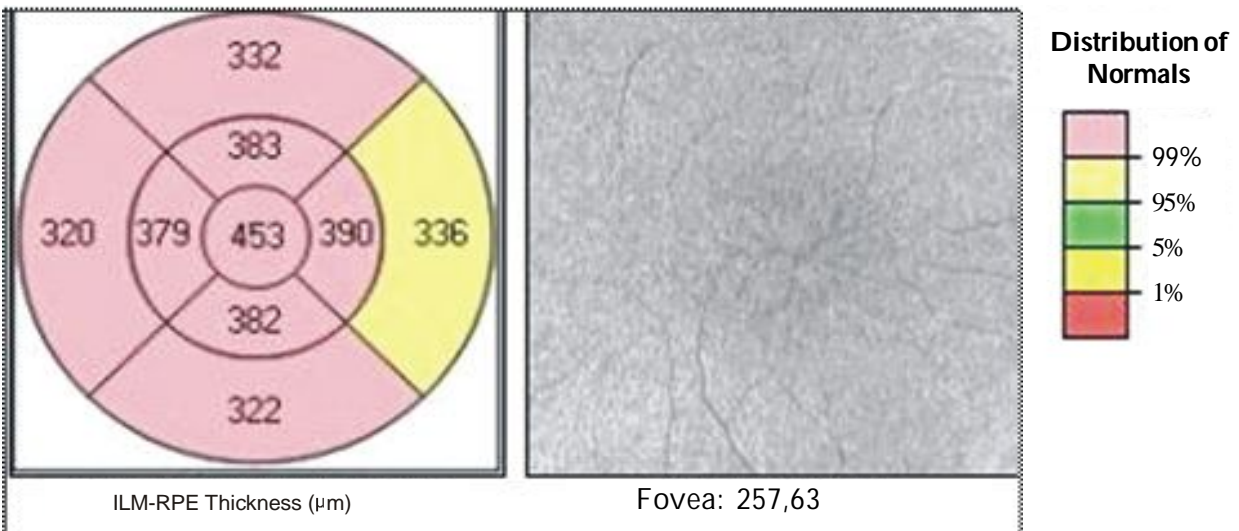 332
383
320 379 453 390 336
382
322
ILM-RPE Thickness (μm)
Fovea: 257,63
Distribution of
Normals
99%
95%
5%
1%